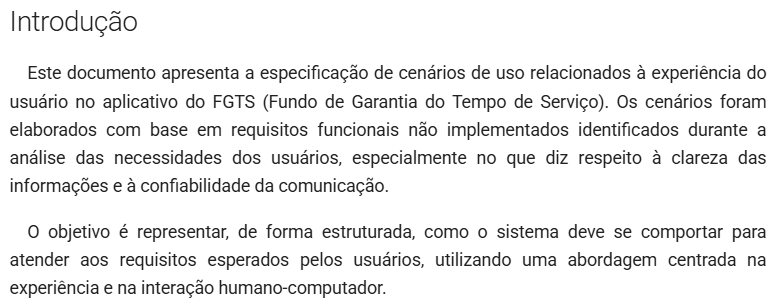 Introdução
Este documento apresenta a especificação de cenários de uso relacionados à experiência do
usuário no aplicativo do FGTS (Fundo de Garantia do Tempo de Serviço). Os cenários foram
elaborados com base em requisitos funcionais não implementados identificados durante a
análise das necessidades dos usuários, especialmente no que diz respeito à clareza das
informações e à confiabilidade da comunicação.
O objetivo é representar, de forma estruturada, como o sistema deve se comportar para
atender aos requisitos esperados pelos usuários, utilizando uma abordagem centrada na
experiência e na interação humano-computador.